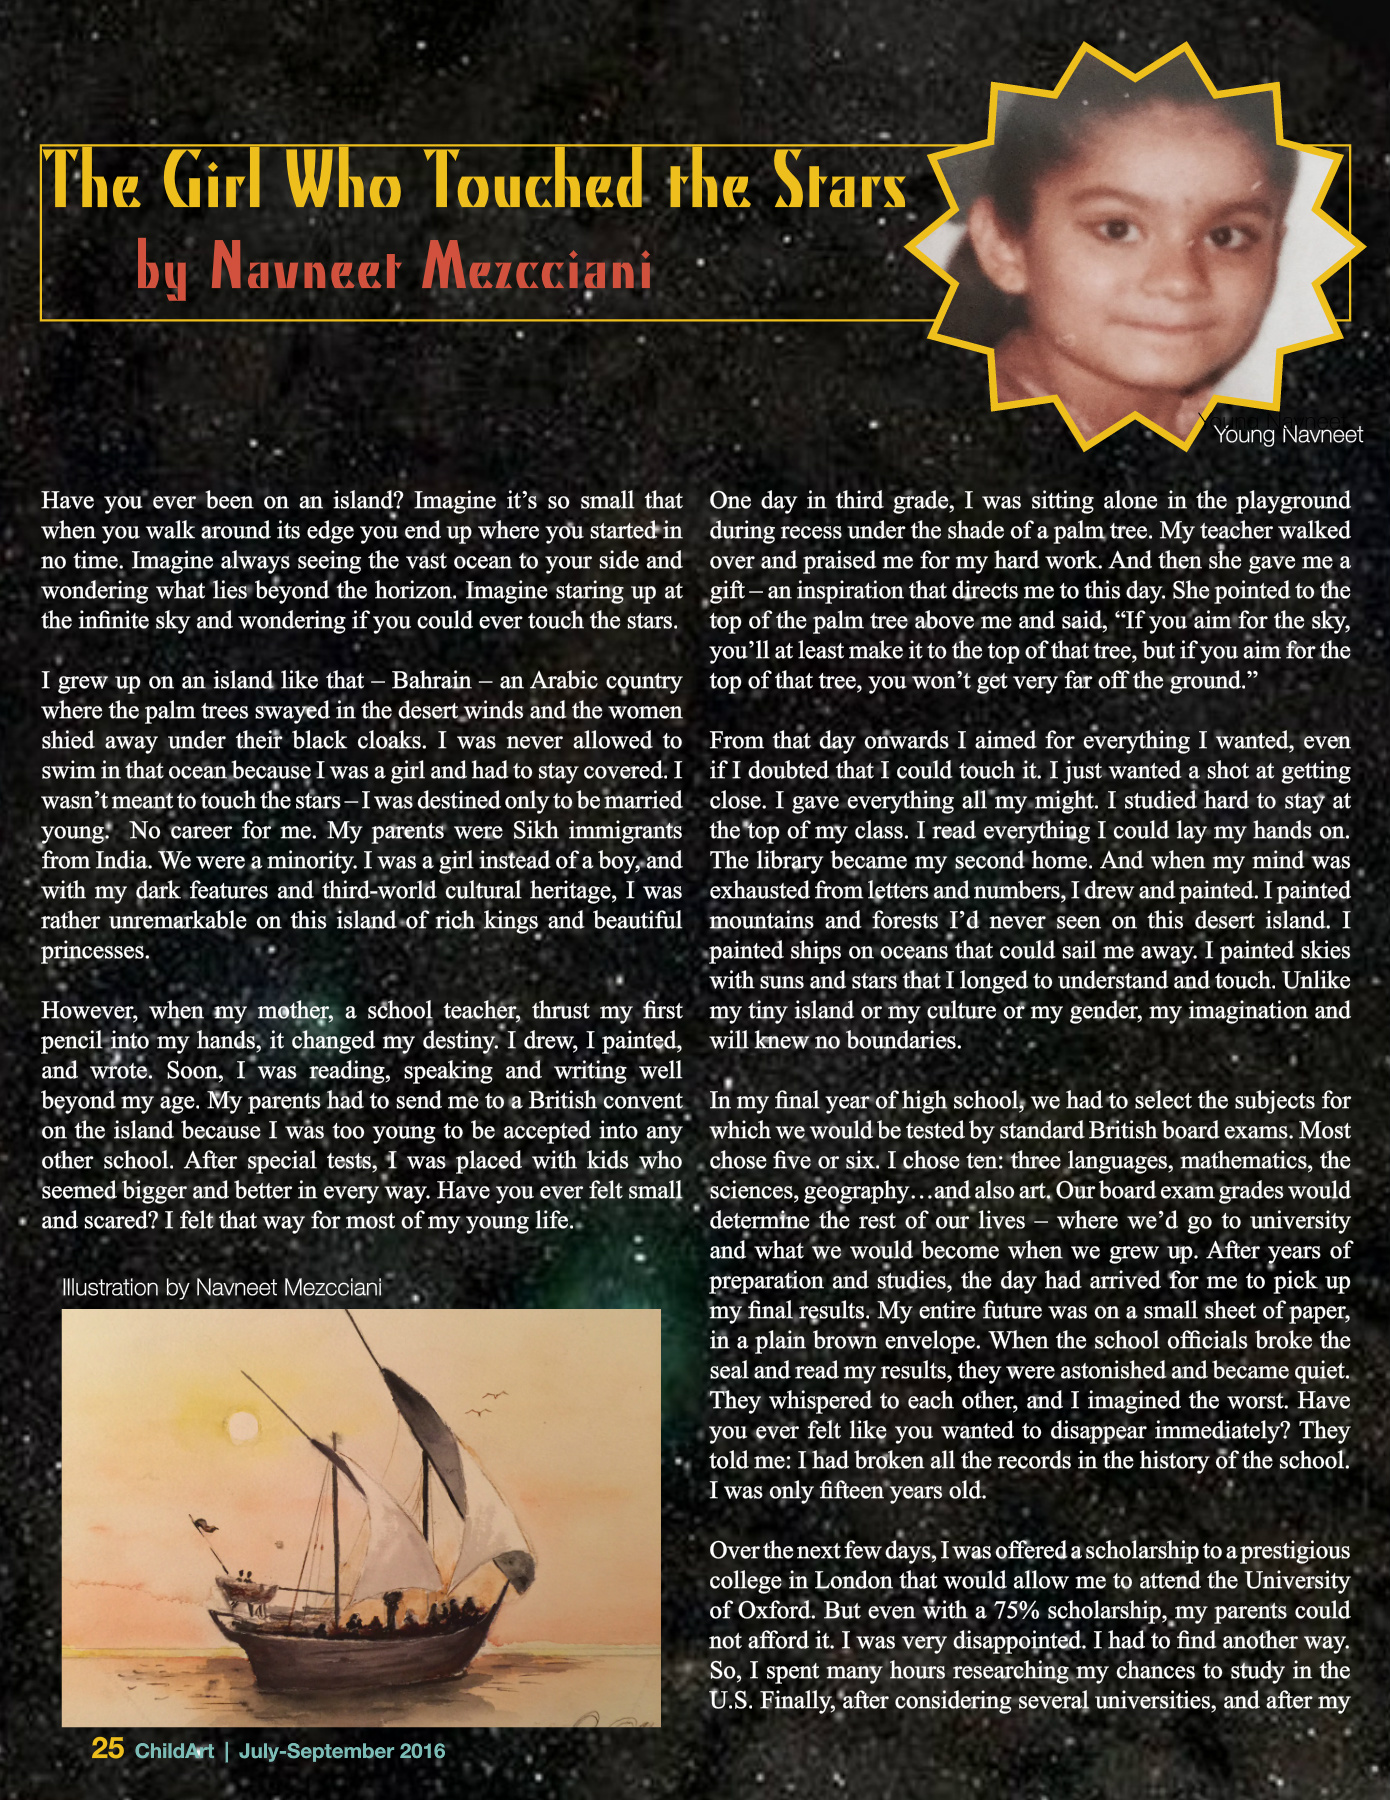 The Girl Who Touched the Stars
by Navneet Mezcciani
Young Navneet
Have you ever been on an island? Imagine it’s so small that
when you walk around its edge you end up where you started in
no time. Imagine always seeing the vast ocean to your side and
wondering what lies beyond the horizon. Imagine staring up at
the infinite sky and wondering if you could ever touch the stars.
I grew up on an island like that – Bahrain – an Arabic country
where the palm trees swayed in the desert winds and the women
shied away under their black cloaks. I was never allowed to
swim in that ocean because I was a girl and had to stay covered. I
wasn’t meant to touch the stars – I was destined only to be married
young. No career for me. My parents were Sikh immigrants
from India. We were a minority. I was a girl instead of a boy, and
with my dark features and third-world cultural heritage, I was
rather unremarkable on this island of rich kings and beautiful
princesses.
However, when my mother, a school teacher, thrust my first
pencil into my hands, it changed my destiny. I drew, I painted,
and wrote. Soon, I was reading, speaking and writing well
beyond my age. My parents had to send me to a British convent
on the island because I was too young to be accepted into any
other school. After special tests, I was placed with kids who
seemed bigger and better in every way. Have you ever felt small
and scared? I felt that way for most of my young life.
Illustration by Navneet Mezcciani
One day in third grade, I was sitting alone in the playground
during recess under the shade of a palm tree. My teacher walked
over and praised me for my hard work. And then she gave me a
gift – an inspiration that directs me to this day. She pointed to the
top of the palm tree above me and said, “If you aim for the sky,
you’ll at least make it to the top of that tree, but if you aim for the
top of that tree, you won’t get very far off the ground.”
From that day onwards I aimed for everything I wanted, even
if I doubted that I could touch it. I just wanted a shot at getting
close. I gave everything all my might. I studied hard to stay at
the top of my class. I read everything I could lay my hands on.
The library became my second home. And when my mind was
exhausted from letters and numbers, I drew and painted. I painted
mountains and forests I’d never seen on this desert island. I
painted ships on oceans that could sail me away. I painted skies
with suns and stars that I longed to understand and touch. Unlike
my tiny island or my culture or my gender, my imagination and
will knew no boundaries.
In my final year of high school, we had to select the subjects for
which we would be tested by standard British board exams. Most
chose five or six. I chose ten: three languages, mathematics, the
sciences, geography…and also art. Our board exam grades would
determine the rest of our lives – where we’d go to university
and what we would become when we grew up. After years of
preparation and studies, the day had arrived for me to pick up
my final results. My entire future was on a small sheet of paper,
in a plain brown envelope. When the school officials broke the
seal and read my results, they were astonished and became quiet.
They whispered to each other, and I imagined the worst. Have
you ever felt like you wanted to disappear immediately? They
told me: I had broken all the records in the history of the school.
I was only fifteen years old.
Over the next few days, I was offered a scholarship to a prestigious
college in London that would allow me to attend the University
of Oxford. But even with a 75% scholarship, my parents could
not afford it. I was very disappointed. I had to find another way.
So, I spent many hours researching my chances to study in the
U.S. Finally, after considering several universities, and after my
25 ChildArt | July-September 2016